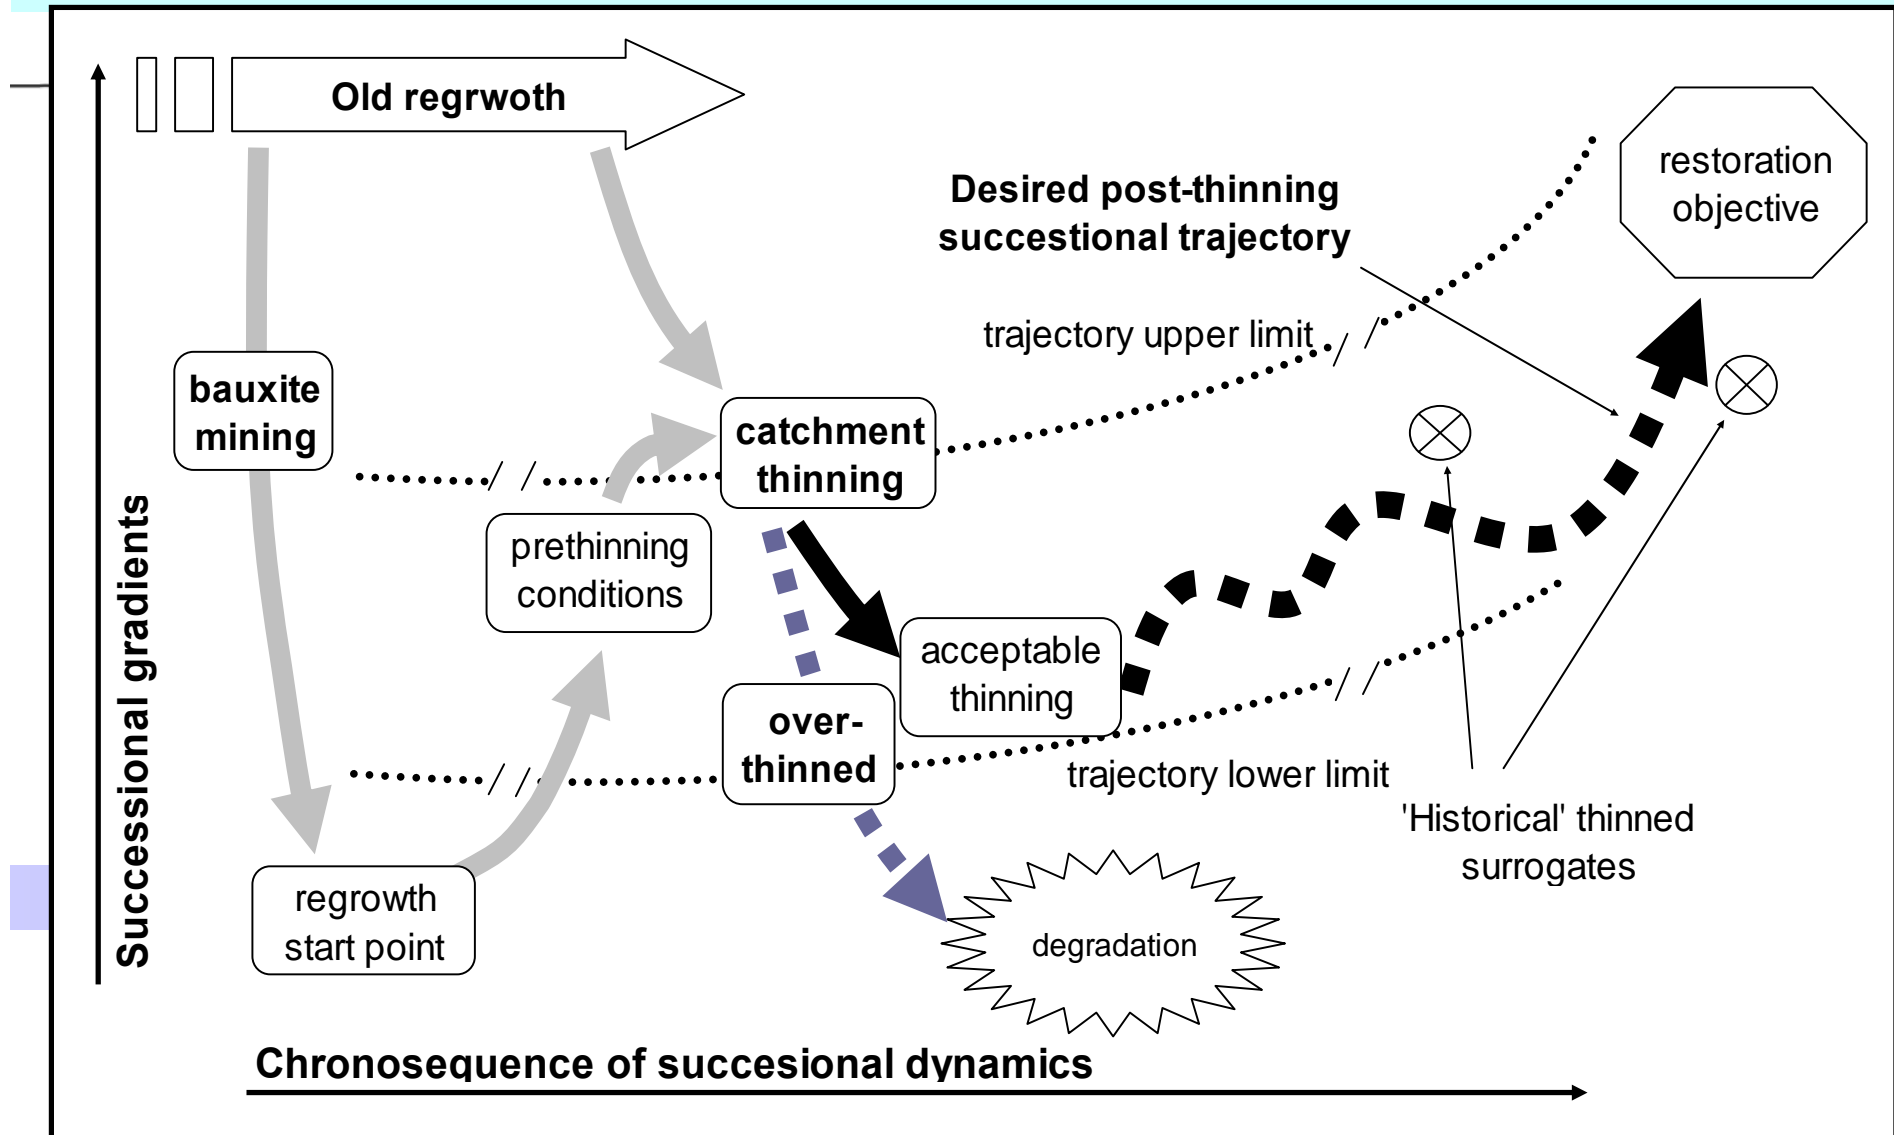 Old regrwoth
restoration
objective
Desired post-thinning
succestional trajectory
trajectory upper limit
bauxite
mining
catchment
thinning
prethinning
conditions
acceptable
thinning
over-
thinned
trajectory lower limit
'Historical' thinned
surrogates
regrowth
start point
degradation
Successional gradients
Chronosequence of succesional dynamics